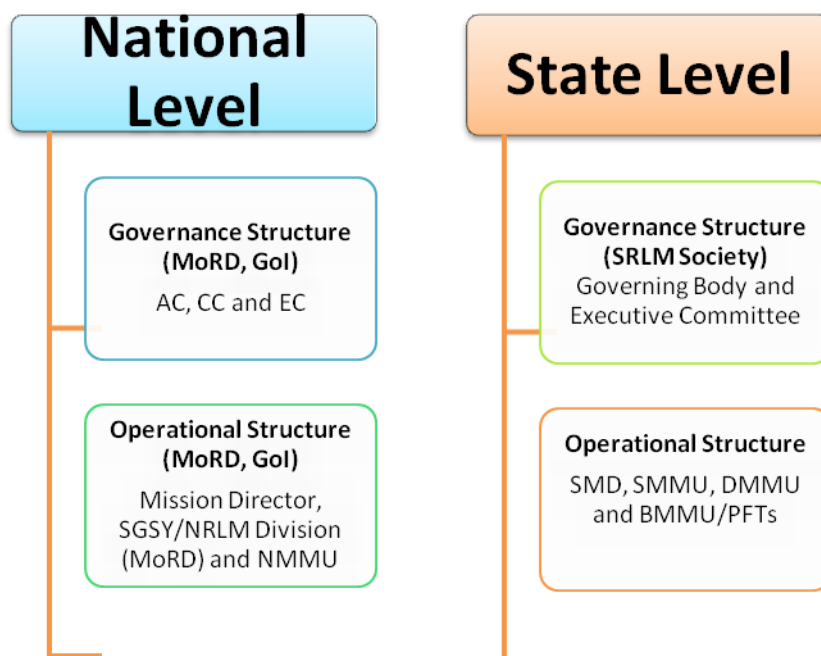 National
Level
Governance Structure
(MoRD, GoI)
AC, CC and EC
Operational Structure
(MoRD, GoI)
Mission Director,
SGSY/NRLM Division
(MoRD) and NMMU
State Level
Governance Structure
(SRLM Society)
Governing Body and
Executive Committee
Operational Structure
SMD, SMMU, DMMU
and BMMU/PFTs